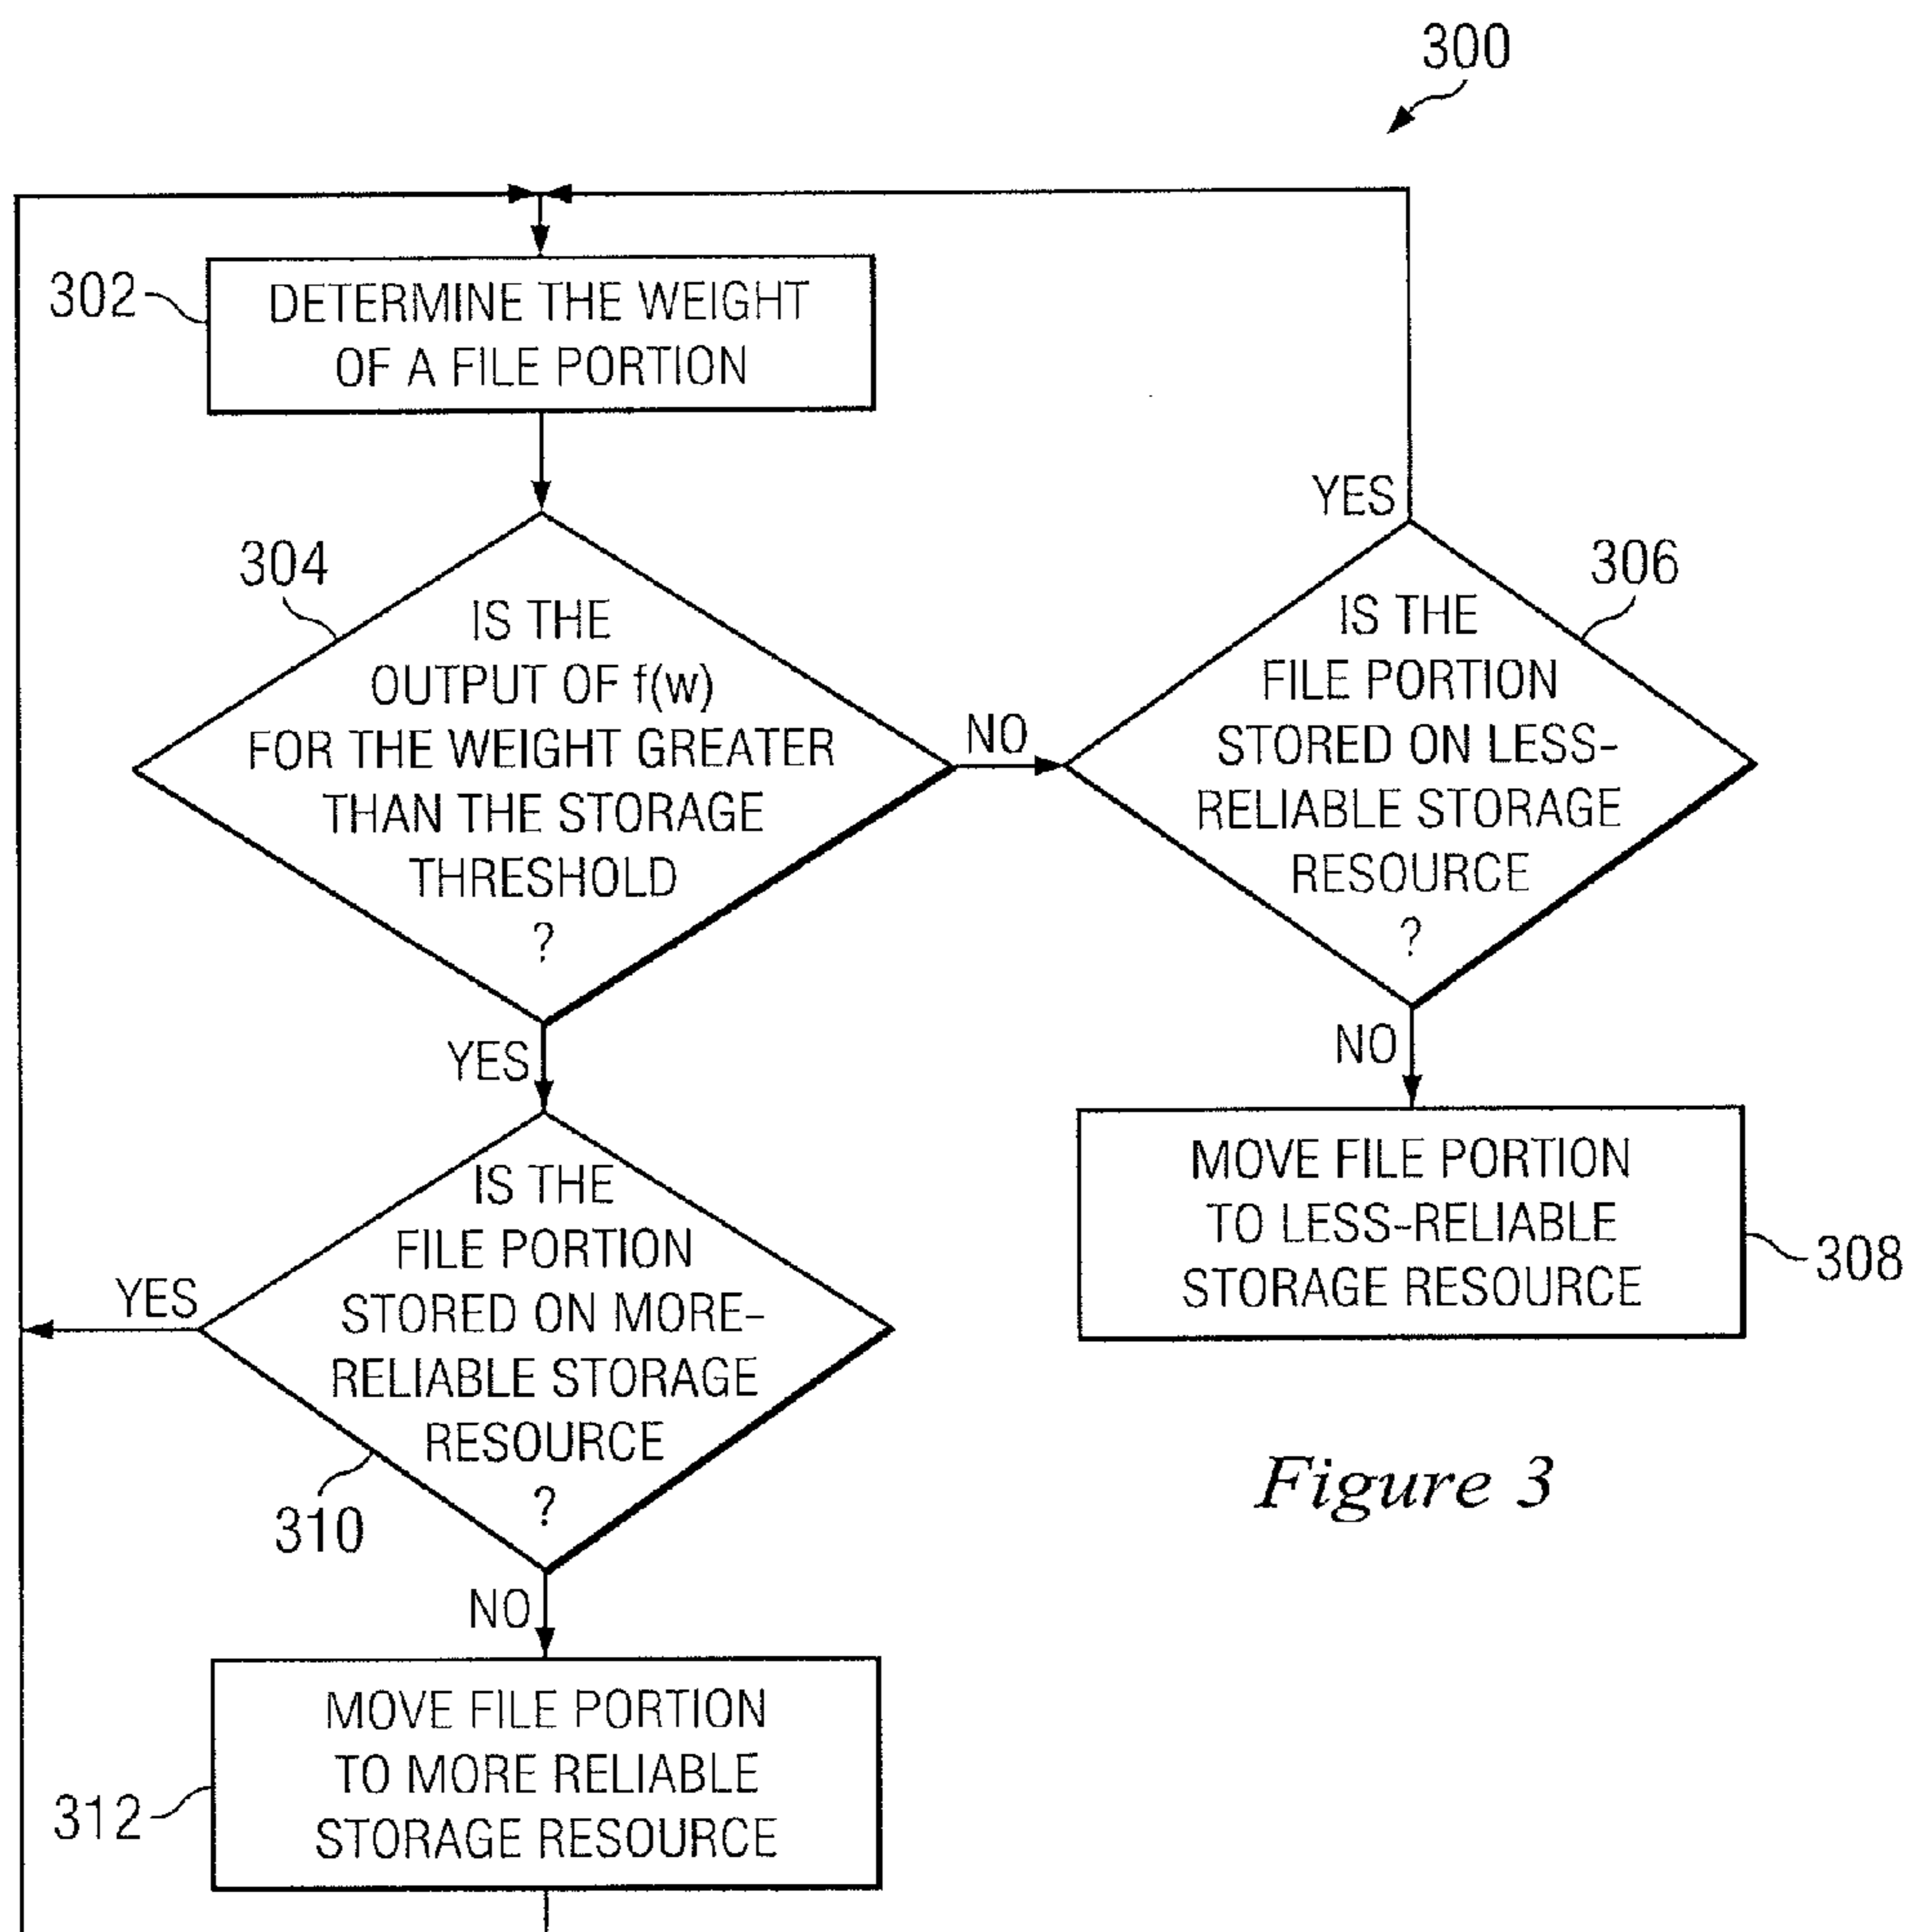 300
302
DETERMINE THE WEIGHT
OF A FILE PORTION
304
IS THE
OUTPUT OF f(w)
FOR THE WEIGHT GREATER
THAN THE STORAGE
THRESHOLD
?
NO
YES
306
IS THE
FILE PORTION
STORED ON LESS-
RELIABLE STORAGE
RESOURCE
?
YES
NO
MOVE FILE PORTION
TO LESS-RELIABLE
STORAGE RESOURCE
308
IS THE
FILE PORTION
STORED ON MORE-
RELIABLE STORAGE
RESOURCE
?
YES
310
NO
MOVE FILE PORTION
TO MORE RELIABLE
STORAGE RESOURCE
312
Figure 3